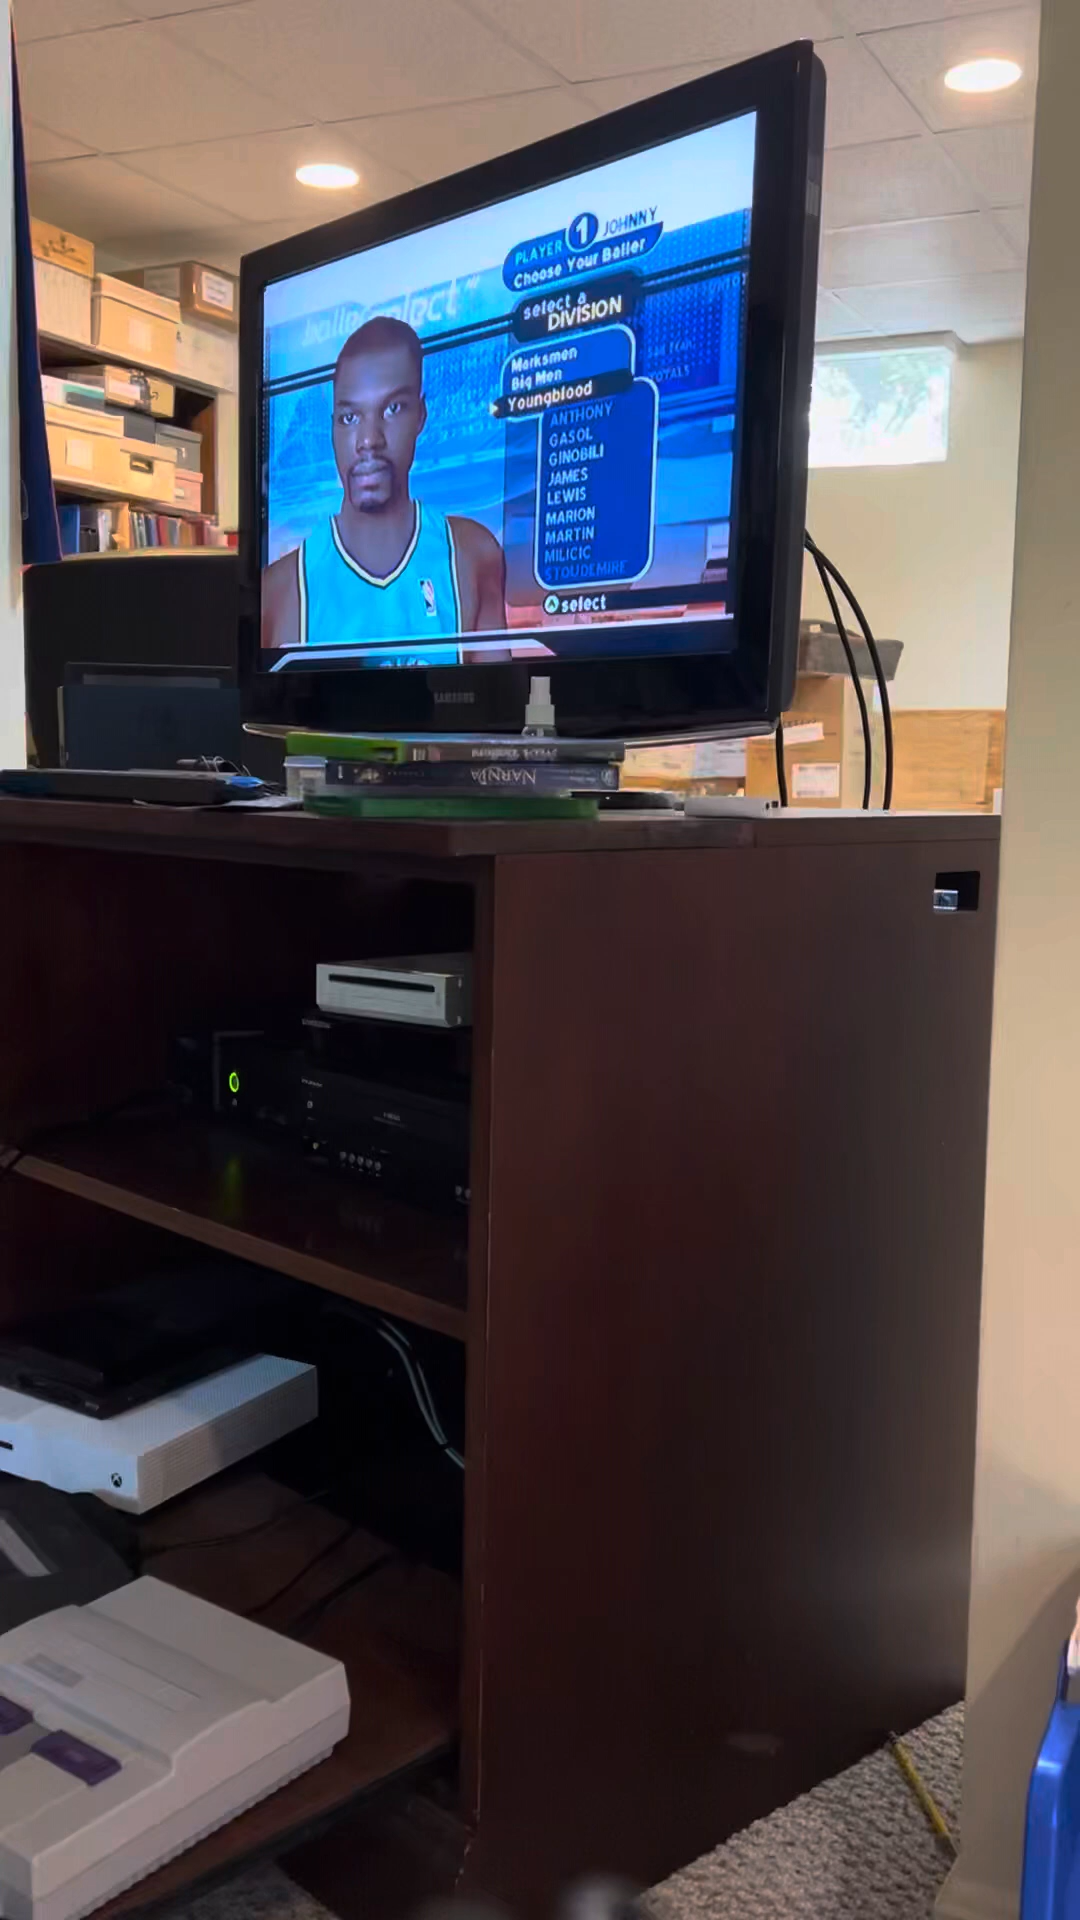 PLAYER 1 JOHNNY
Choose Your Baller
select a
DIVISION
Marksmen
Big Men
Youngblood
ANTHONY
GASOL
GINOBILI
JAMES
LEWIS
MARION
MARTIN
MILICIC
STOUDEMIRE
A select
TOTALS
SAMSUNG
NARNIA